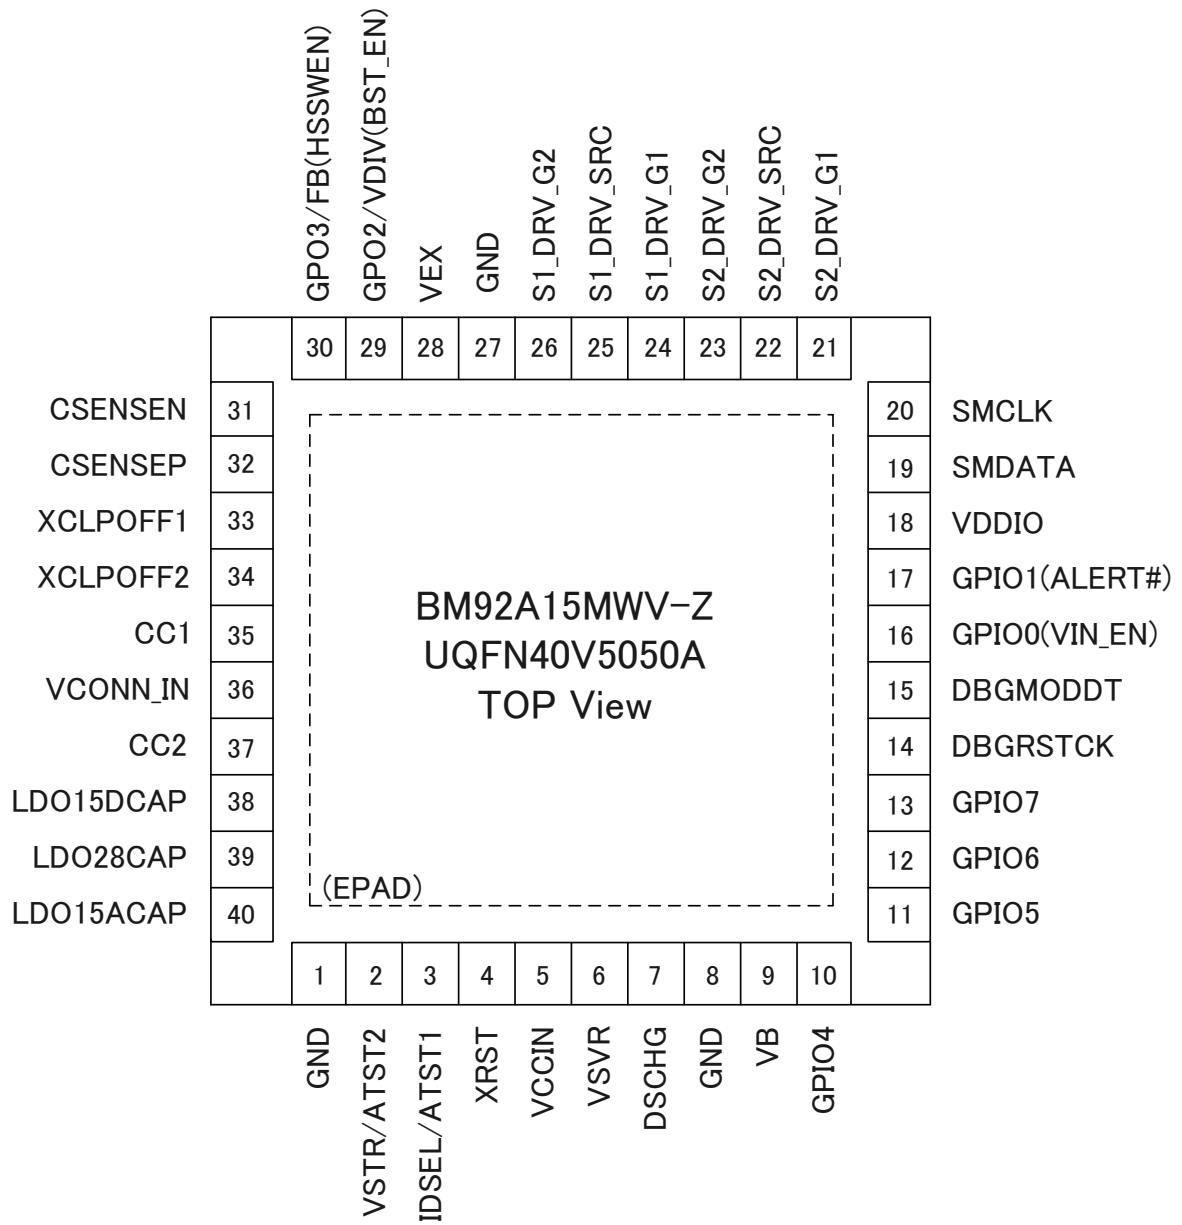 GPO3/FB(HSSWEN)
GPO2/VDIV(BST_EN)
VEX
GND
S1_DRV_G2
S1_DRV_SRC
S1_DRV_G1
S2_DRV_G2
S2_DRV_SRC
S2_DRV_G1
30 29 28 27 26 25 24 23 22 21
CSENSEN 31
CSENSEP 32
XCLPOFF1 33
XCLPOFF2 34
CC1 35
VCONN_IN 36
CC2 37
LDO15DCAP 38
LDO28CAP 39
LDO15ACAP 40
BM92A15MWV-Z
UQFN40V5050A
TOP View
(EPAD)
20 SMCLK
19 SMDATA
18 VDDIO
17 GPIO1(ALERT#)
16 GPIO0(VIN_EN)
15 DBGMODDT
14 DBGRSTCK
13 GPIO7
12 GPIO6
11 GPIO5
1 2 3 4 5 6 7 8 9 10
GND
VSTR/ATST2
IDSEL/ATST1
XRST
VCCIN
VSVR
DSCHG
GND
VB
GPIO4